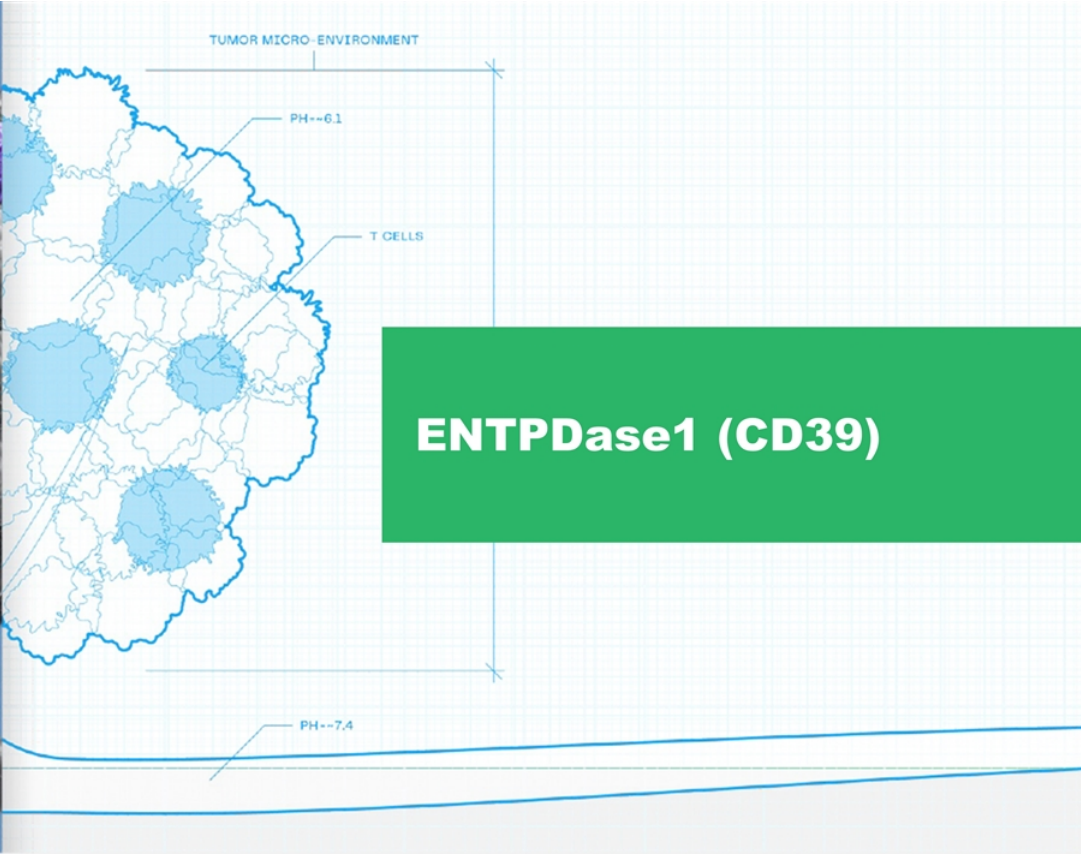 TUMOR MICRO-ENVIRONMENT
PH=~6.1
T CELLS
ENTPDase1 (CD39)
PH=~7.4